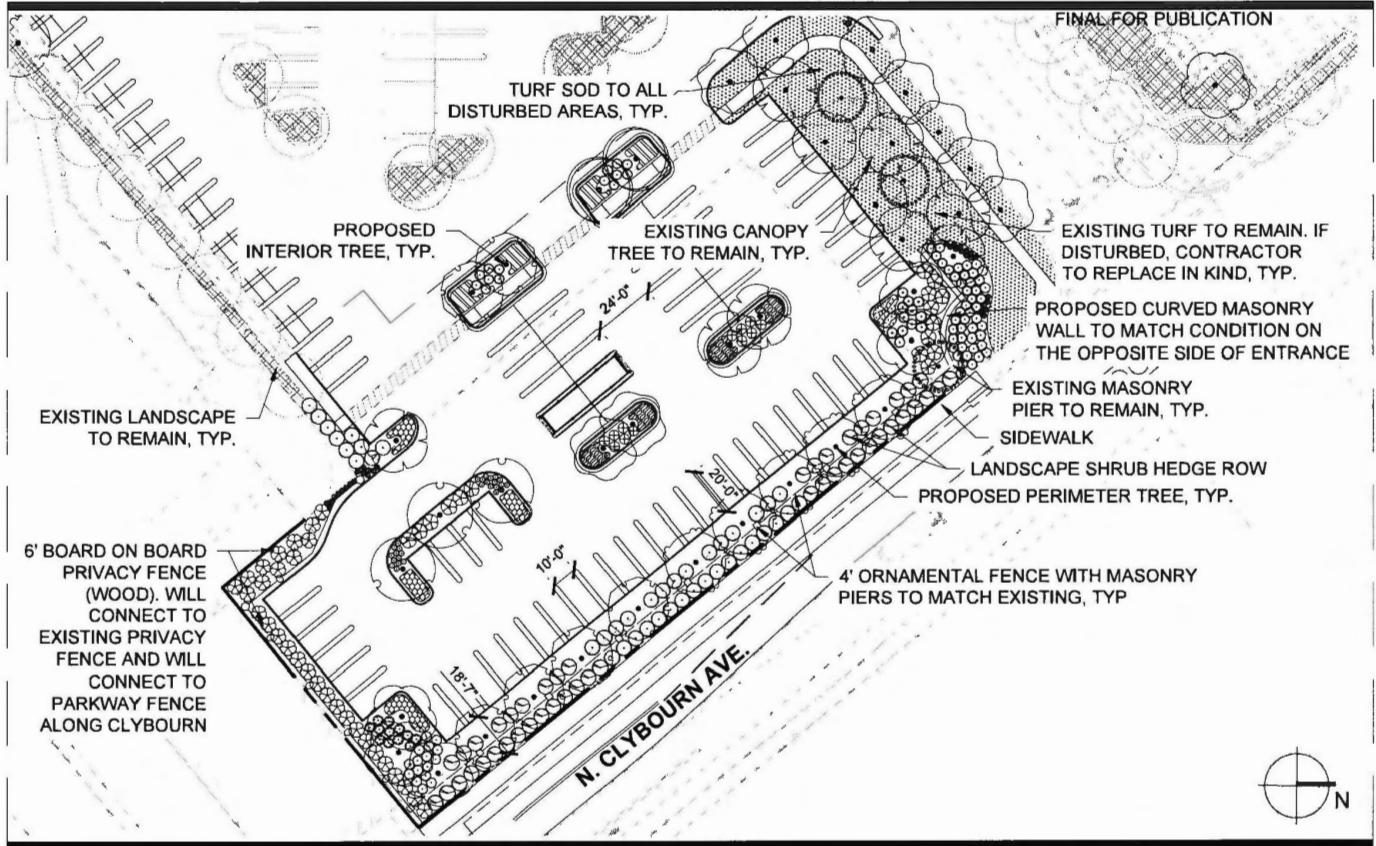 FINAL FOR PUBLICATION
TURF SOD TO ALL
DISTURBED AREAS, TYP.
PROPOSED
INTERIOR TREE, TYP.
EXISTING CANOPY
TREE TO REMAIN, TYP.
EXISTING TURF TO REMAIN. IF
DISTURBED, CONTRACTOR
TO REPLACE IN KIND, TYP.
PROPOSED CURVED MASONRY
WALL TO MATCH CONDITION ON
THE OPPOSITE SIDE OF ENTRANCE
24'-0"
EXISTING LANDSCAPE
TO REMAIN, TYP.
EXISTING MASONRY
PIER TO REMAIN, TYP.
SIDEWALK
LANDSCAPE SHRUB HEDGE ROW
PROPOSED PERIMETER TREE, TYP.
20'-0"
6' BOARD ON BOARD
PRIVACY FENCE
(WOOD). WILL
CONNECT TO
EXISTING PRIVACY
FENCE AND WILL
CONNECT TO
PARKWAY FENCE
ALONG CLYBOURN
10'-0"
4' ORNAMENTAL FENCE WITH MASONRY
PIERS TO MATCH EXISTING, TYP
18'-7"
N. CLYBOURN AVE.
N